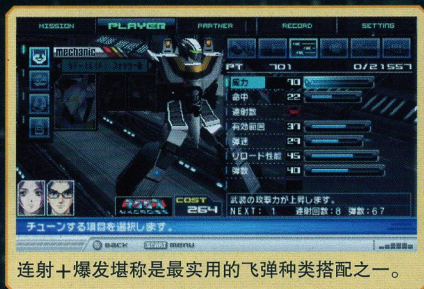 MISSION PLAYER PARTNER RECORD SETTING
mechanic
PT 701 0/21557
威力 70
命中 22
連射数
有効範囲 37
弾速 29
リロード性能 45
弾数 40
MACROSS
COST
264
武装の攻撃力が上昇します。
NEXT: 1 連射回数:8 弾数:67
チューンする項目を選択します。
BACK START MENU
连射+爆发堪称是最实用的飞弹种类搭配之一。